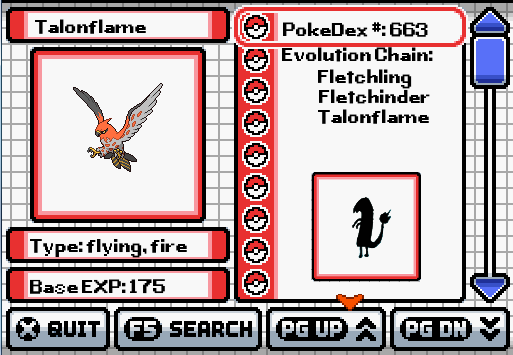 Talonflame
PokeDex #: 663
Evolution Chain:
Fletchling
Fletchinder
Talonflame
Type: flying, fire
Base EXP: 175
X QUIT
F5 SEARCH
PG UP
PG DN